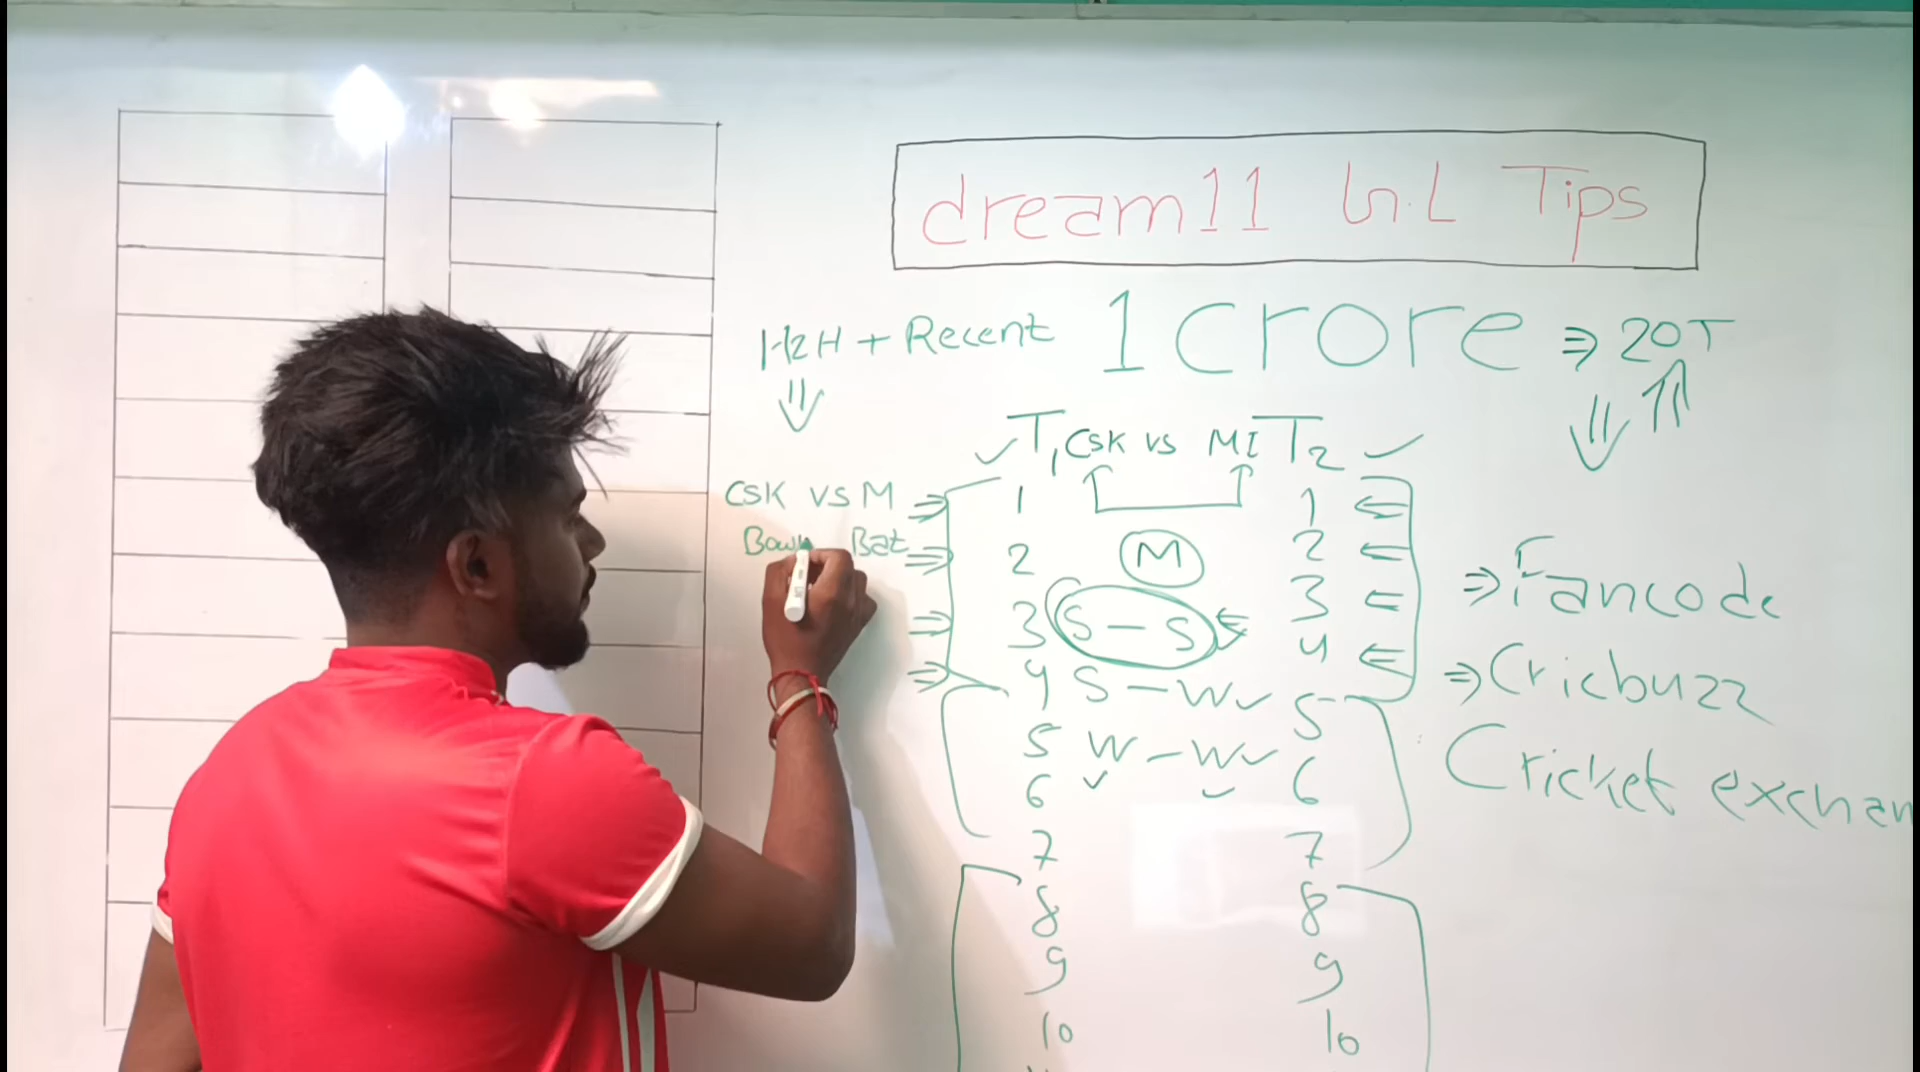 dream11 G.L Tips
H2H + Recent 1 crore ⇒ 20T
✓ T1 CSK vs MI T2 ✓
CSK vs M ⇒ 1 1 ⇐
Bat ⇒ 2 M 2 ⇐
⇒ 3 S-S ⇐ 3 ⇐
⇒ 4 S-W ✓ 4 ⇐
5 W-W ✓ 5
6 ✓ ✓ 6
7 7
8 8
9 9
10 10
⇒ Fancode
⇒ Cricbuzz
Cricket exchan